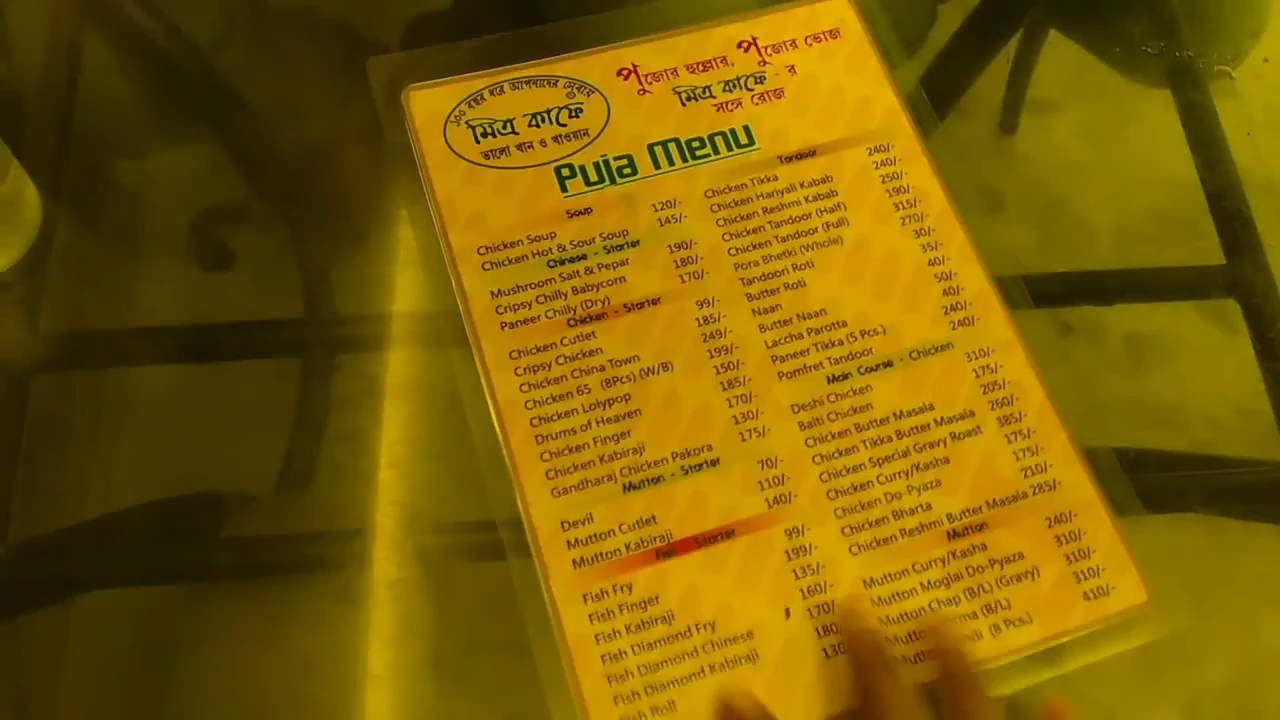 ১০০ বছর ধরে আপনাদের সেবায়
মিত্র কাফে
ভালো খান ও খাওয়ান
পুজোর হুল্লোর, পুজোর ভোজ
মিত্র কাফে - র
সঙ্গে রোজ
Puja Menu
Soup
Chicken Soup 120/-
Chicken Hot & Sour Soup 145/-
Chinese - Starter
Mushroom Salt & Pepar 190/-
Cripsy Chilly Babycorn 180/-
Paneer Chilly (Dry) 170/-
Chicken - Starter
Chicken Cutlet 99/-
Cripsy Chicken 185/-
Chicken China Town 249/-
Chicken 65 (8Pcs) (W/B) 199/-
Chicken Lolypop 150/-
Drums of Heaven 185/-
Chicken Finger 170/-
Chicken Kabiraji 130/-
Gandharaj Chicken Pakora 175/-
Mutton - Starter
Devil 70/-
Mutton Cutlet 110/-
Mutton Kabiraji 140/-
Fish - Starter
Fish Fry 99/-
Fish Finger 199/-
Fish Kabiraji 135/-
Fish Diamond Fry 160/-
Fish Diamond Chinese 170/-
Fish Diamond Kabiraji 180
Fish Roll 130
Tandoor
Chicken Tikka 240/-
Chicken Hariyali Kabab 240/-
Chicken Reshmi Kabab 250/-
Chicken Tandoor (Half) 190/-
Chicken Tandoor (Full) 315/-
Pora Bhetki (Whole) 270/-
Tandoori Roti 30/-
Butter Roti 35/-
Naan 40/-
Butter Naan 50/-
Laccha Parotta 40/-
Paneer Tikka (5 Pcs.) 240/-
Pomfret Tandoor 240/-
Main Course - Chicken
Deshi Chicken 310/-
Balti Chicken 175/-
Chicken Butter Masala 205/-
Chicken Tikka Butter Masala 260/-
Chicken Special Gravy Roast 385/-
Chicken Curry/Kasha 175/-
Chicken Do-Pyaza 175/-
Chicken Bharta 210/-
Chicken Reshmi Butter Masala 285/-
Mutton
Mutton Curry/Kasha 240/-
Mutton Moglai Do-Pyaza 310/-
Mutton Chap (B/L) (Gravy) 310/-
(B/L) 310/-
(8 Pcs.) 410/-